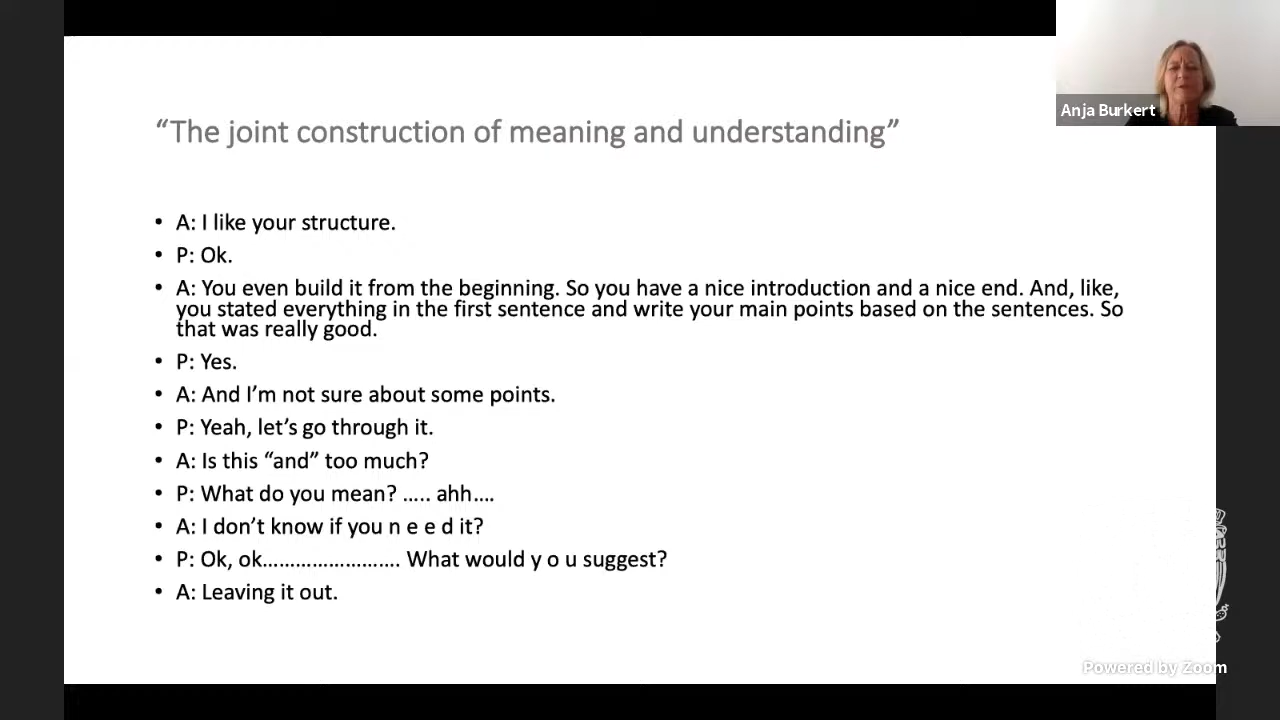 Anja Burkert
“The joint construction of meaning and understanding”
• A: I like your structure.
• P: Ok.
• A: You even build it from the beginning. So you have a nice introduction and a nice end. And, like,
you stated everything in the first sentence and write your main points based on the sentences. So
that was really good.
• P: Yes.
• A: And I’m not sure about some points.
• P: Yeah, let’s go through it.
• A: Is this “and” too much?
• P: What do you mean? ….. ahh….
• A: I don’t know if you n e e d it?
• P: Ok, ok……………………. What would y o u suggest?
• A: Leaving it out.
Powered by Zoom